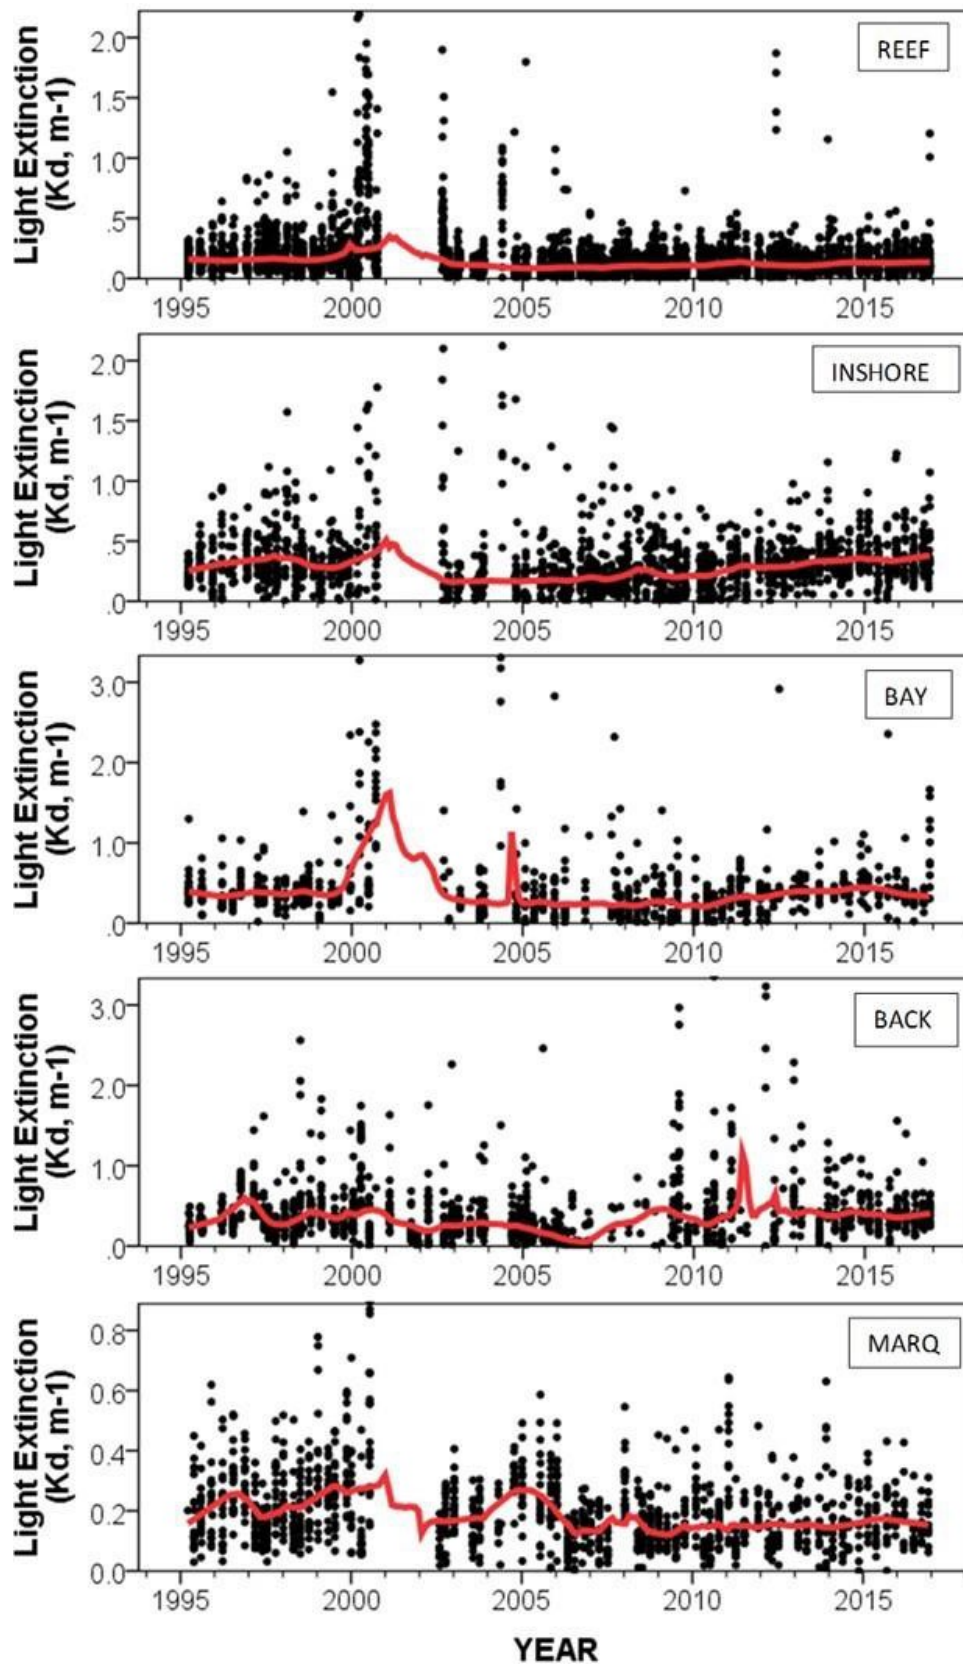 REEF
Light Extinction
(Kd, m-1)
2.0
1.5
1.0
.5
.0
1995 2000 2005 2010 2015
INSHORE
Light Extinction
(Kd, m-1)
2.0
1.5
1.0
.5
.0
1995 2000 2005 2010 2015
BAY
Light Extinction
(Kd, m-1)
3.0
2.0
1.0
.0
1995 2000 2005 2010 2015
BACK
Light Extinction
(Kd, m-1)
3.0
2.0
1.0
.0
1995 2000 2005 2010 2015
MARQ
Light Extinction
(Kd, m-1)
0.8
0.6
0.4
0.2
0.0
1995 2000 2005 2010 2015
YEAR